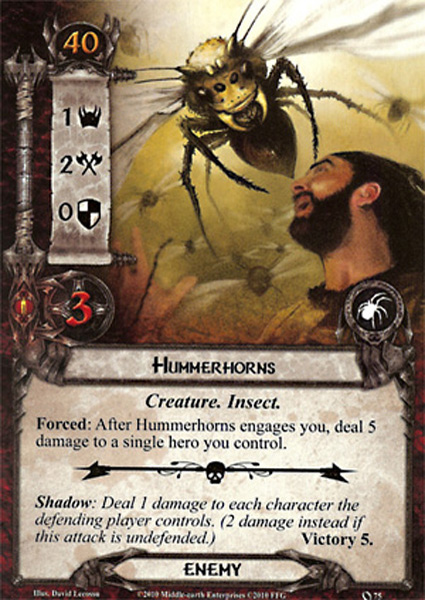 40
1
2
0
3
HUMMERHORNS
Creature. Insect.
Forced: After Hummerhorns engages you, deal 5
damage to a single hero you control.
Shadow: Deal 1 damage to each character the
defending player controls. (2 damage instead if
this attack is undefended.) Victory 5.
ENEMY
Illus. David Lecossu ©2010 Middle-earth Enterprises ©2010 FFG 75